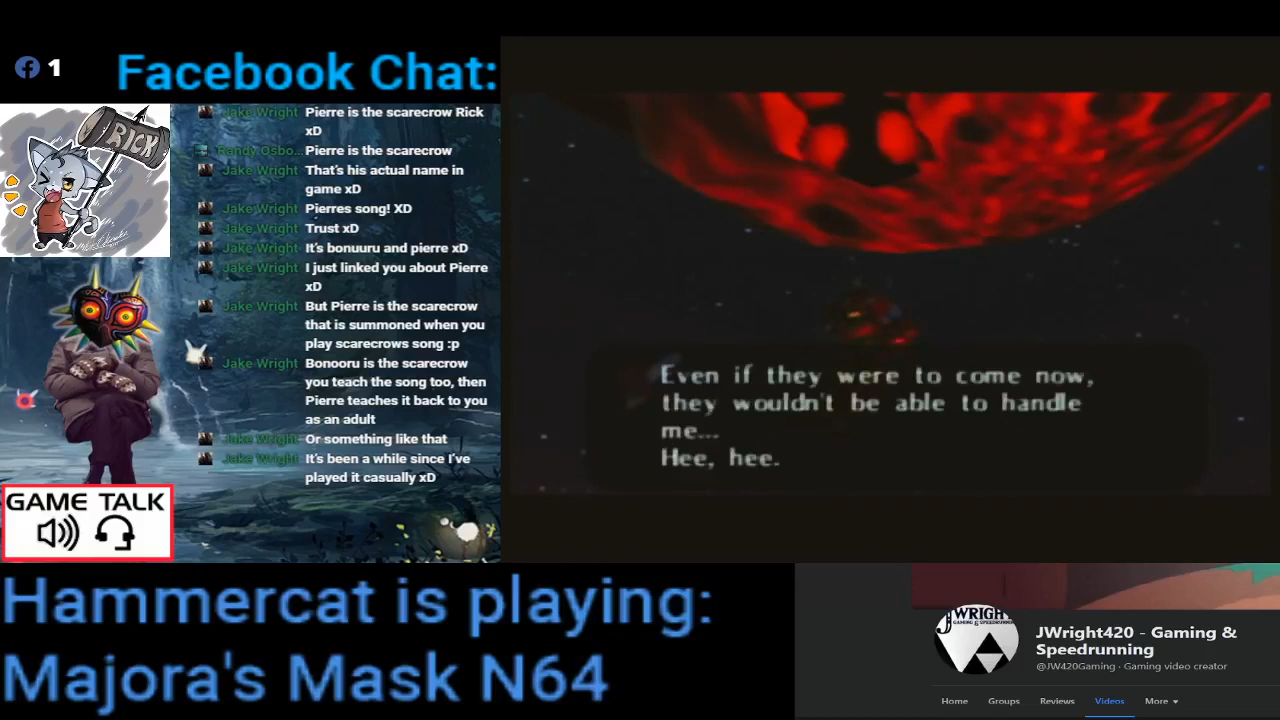 1
Facebook Chat:
RICK
Jake Wright Pierre is the scarecrow Rick
xD
Randy Osbo... Pierre is the scarecrow
Jake Wright That's his actual name in
game xD
Jake Wright Pierres song! XD
Jake Wright Trust xD
Jake Wright It's bonuuru and pierre xD
Jake Wright I just linked you about Pierre
xD
Jake Wright But Pierre is the scarecrow
that is summoned when you
play scarecrows song :p
Jake Wright Bonooru is the scarecrow
you teach the song too, then
Pierre teaches it back to you
as an adult
Jake Wright Or something like that
Jake Wright It's been a while since I've
played it casually xD
Even if they were to come now,
they wouldn't be able to handle
me...
Hee, hee.
GAME TALK
Hammercat is playing:
Majora's Mask N64
JWRIGHT
GAMING & SPEEDRUNNING
JWright420 - Gaming &
Speedrunning
@JW420Gaming · Gaming video creator
Home Groups Reviews Videos More